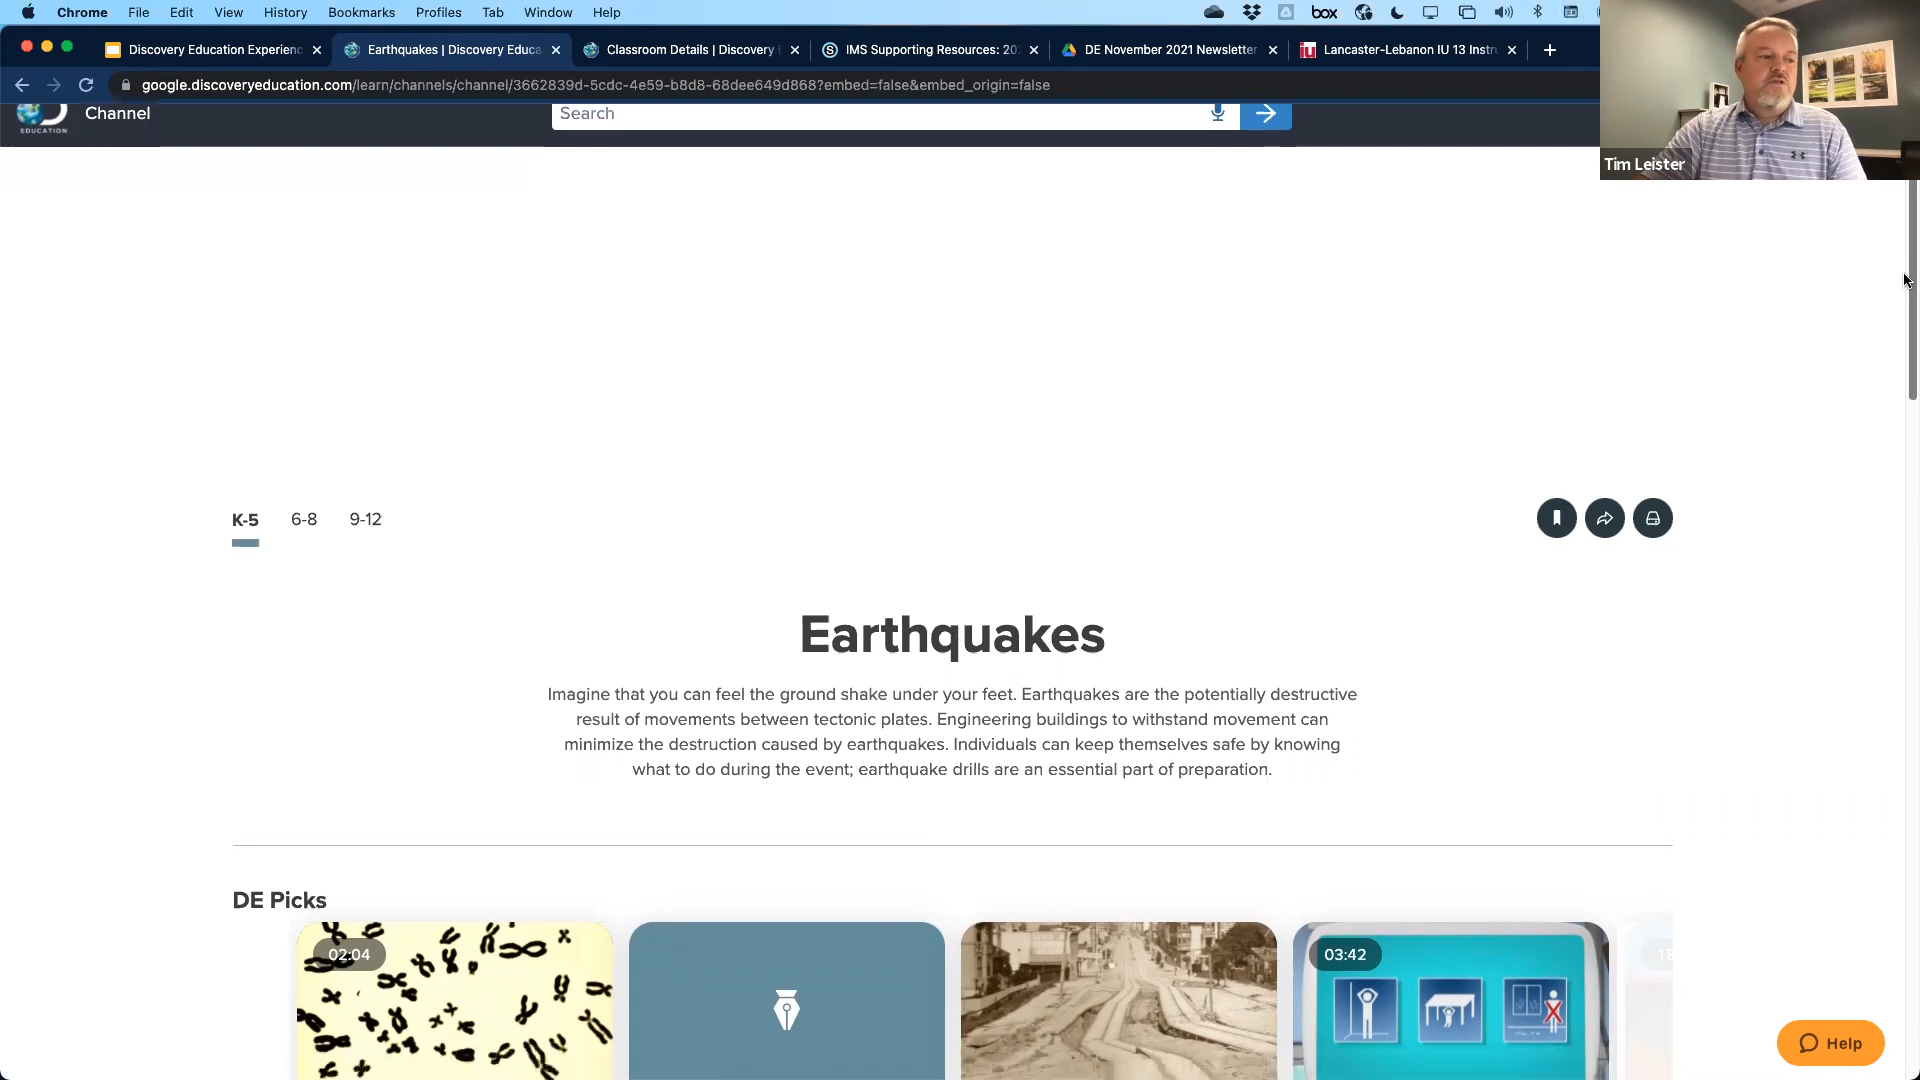 Chrome File Edit View History Bookmarks Profiles Tab Window Help
box
Discovery Education Experienc
Earthquakes | Discovery Educa
Classroom Details | Discovery
IMS Supporting Resources: 202
DE November 2021 Newsletter
iu Lancaster-Lebanon IU 13 Instru
google.discoveryeducation.com/learn/channels/channel/3662839d-5cdc-4e59-b8d8-68dee649d868?embed=false&embed_origin=false
EDUCATION
Channel
Search
Tim Leister
K-5 6-8 9-12
Earthquakes
Imagine that you can feel the ground shake under your feet. Earthquakes are the potentially destructive
result of movements between tectonic plates. Engineering buildings to withstand movement can
minimize the destruction caused by earthquakes. Individuals can keep themselves safe by knowing
what to do during the event; earthquake drills are an essential part of preparation.
DE Picks
02:04
03:42
Help